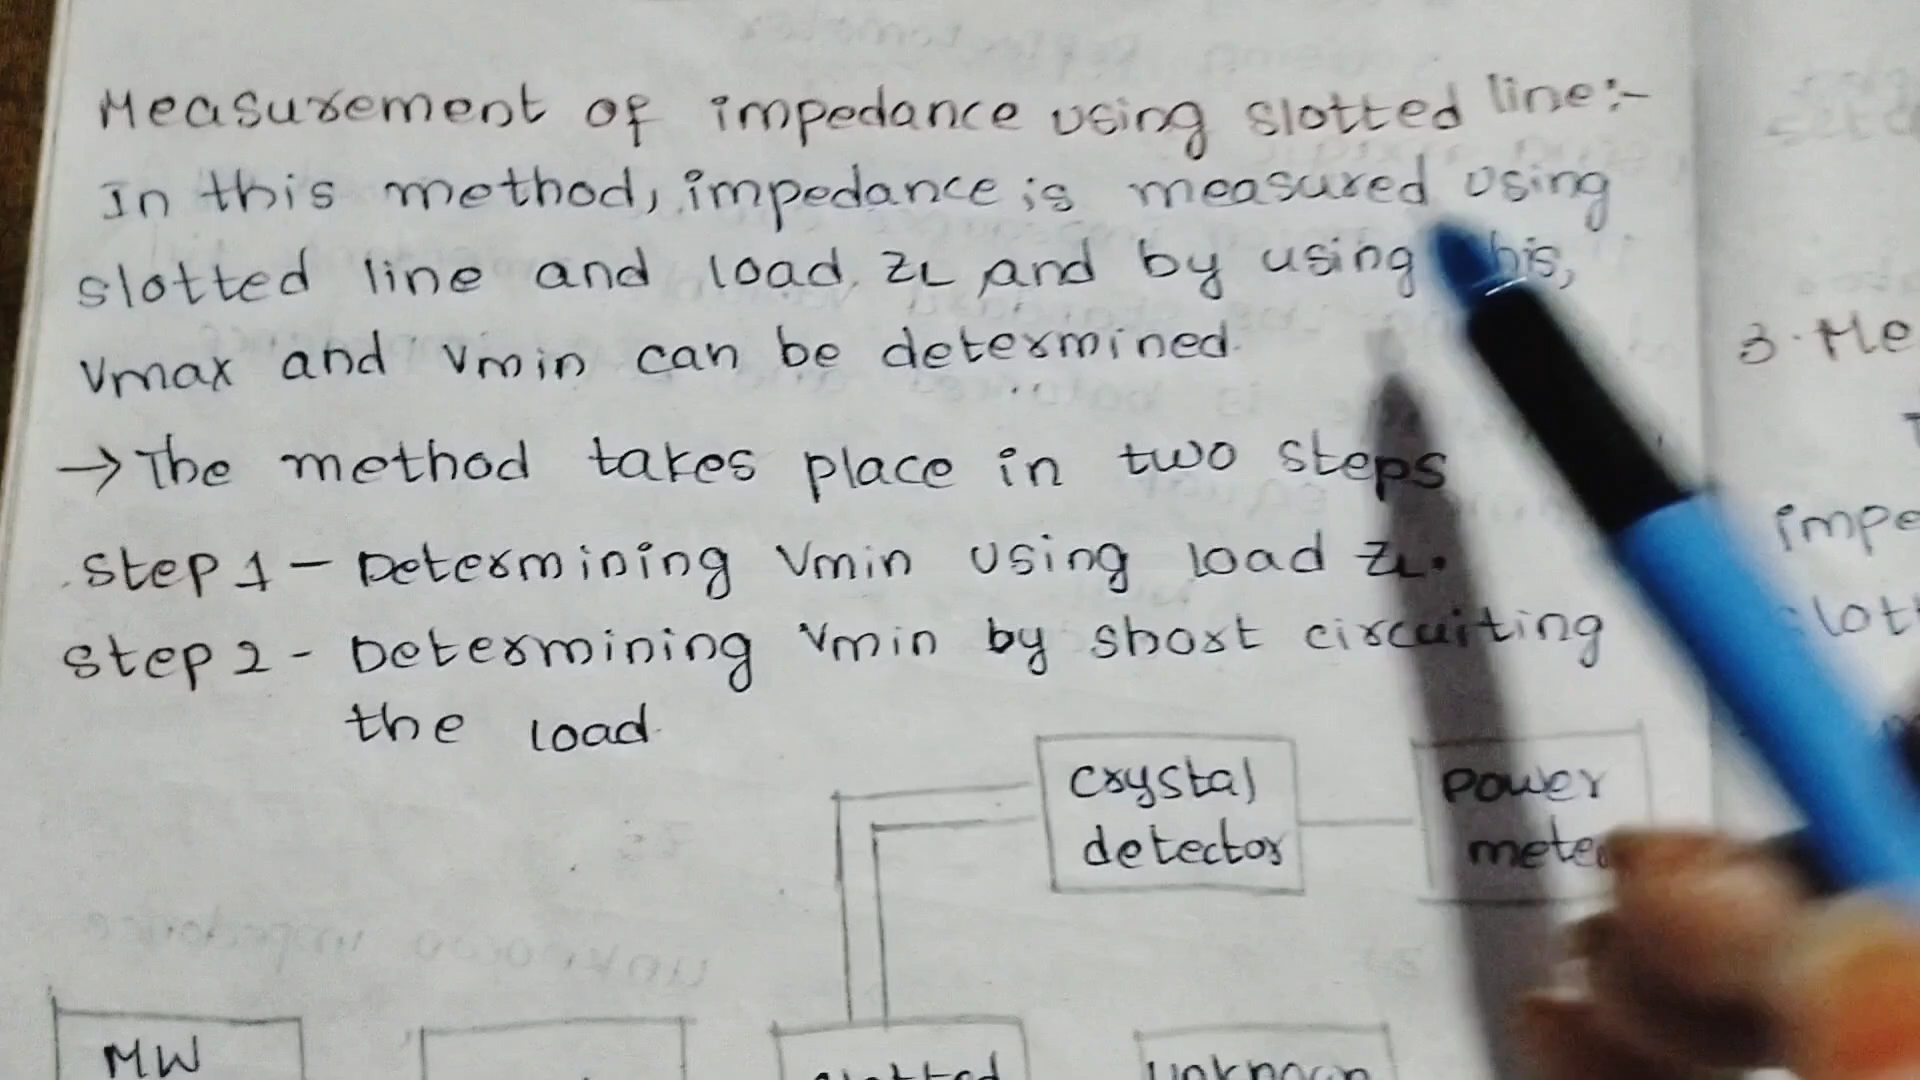 Measurement of impedance using slotted line:-
In this method, impedance is measured using
slotted line and load ZL and by using this,
Vmax and Vmin can be determined.
→ The method takes place in two steps
Step 1 - Determining Vmin using load ZL.
Step 2 - Determining Vmin by short circuiting
the load
crystal
detector
power
meter
MW
slotted
unknown
3. Me
impe
slot